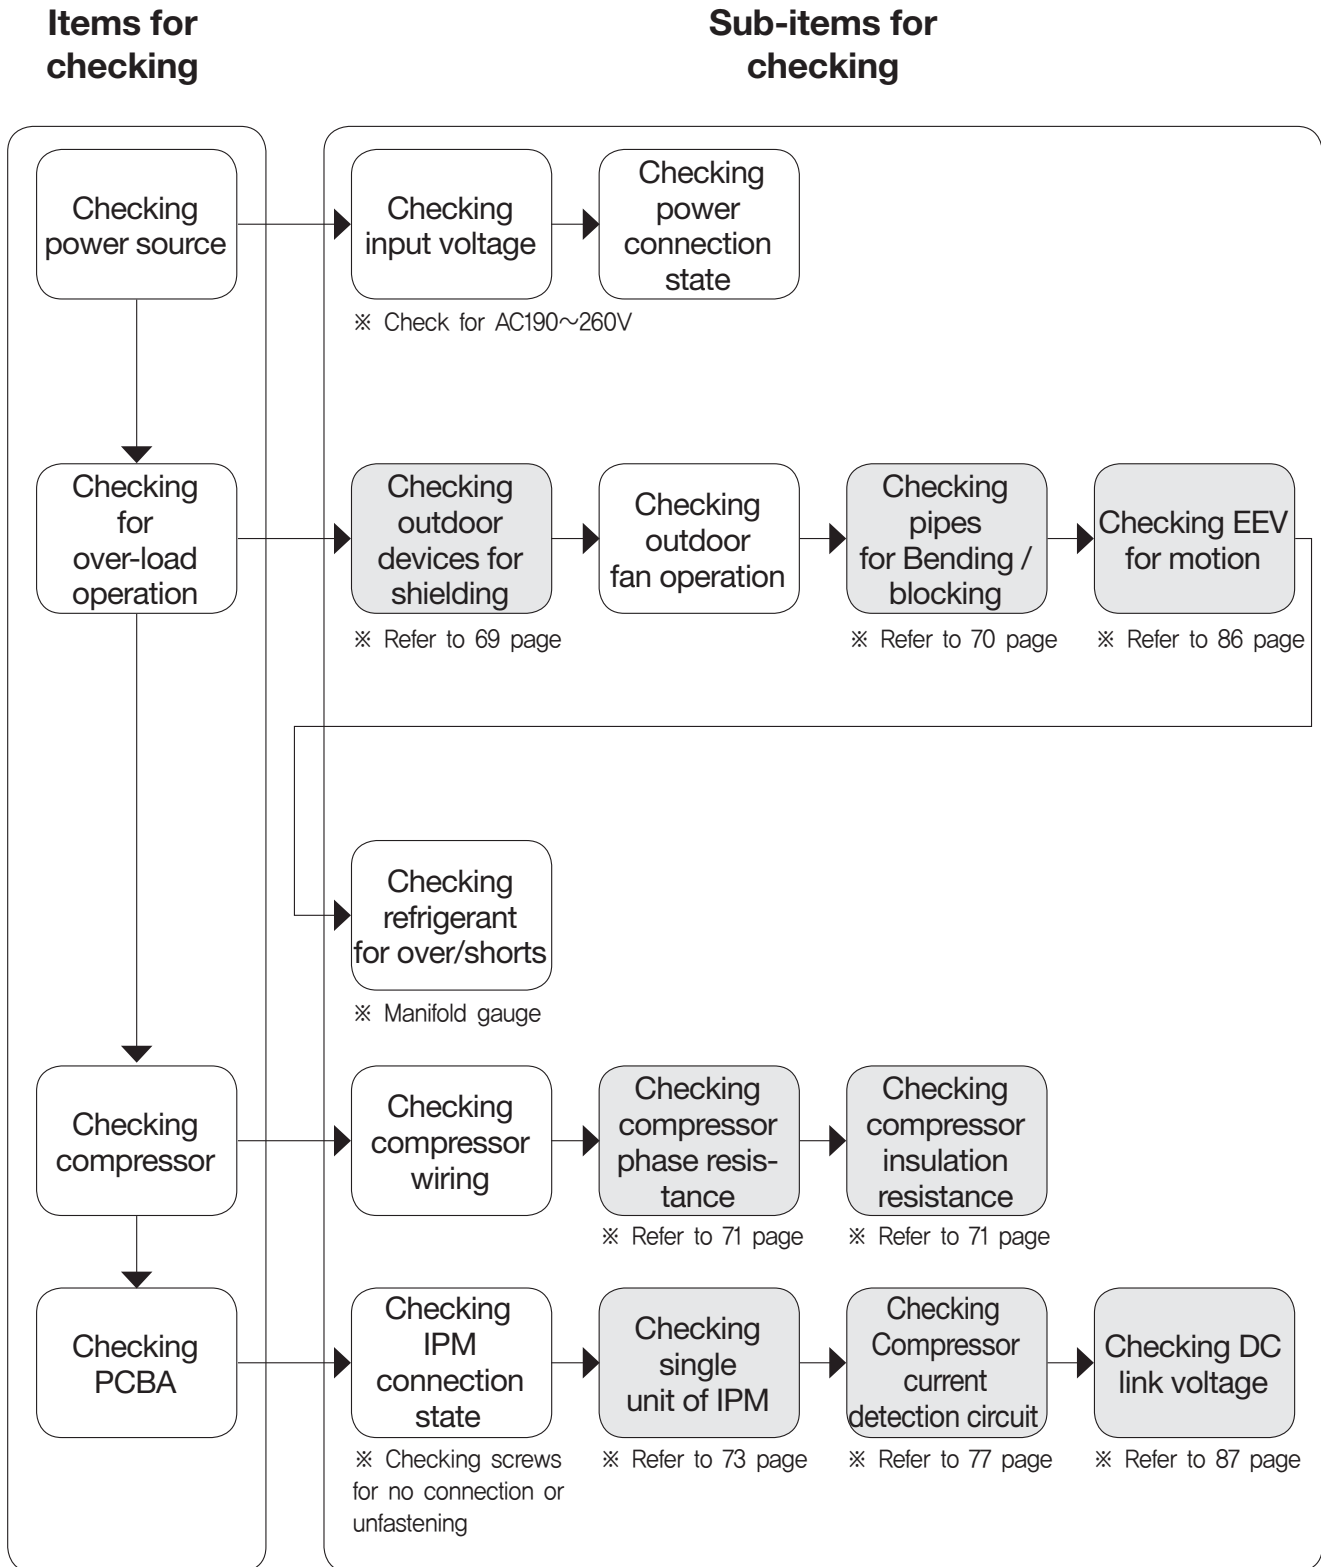 Items for
checking
Sub-items for
checking
Checking
power source
Checking
input voltage
Checking
power
connection
state
※ Check for AC190～260V
Checking
for
over-load
operation
Checking
outdoor
devices for
shielding
Checking
outdoor
fan operation
Checking
pipes
for Bending /
blocking
Checking EEV
for motion
※ Refer to 69 page
※ Refer to 70 page
※ Refer to 86 page
Checking
refrigerant
for over/shorts
※ Manifold gauge
Checking
compressor
Checking
compressor
wiring
Checking
compressor
phase resis-
tance
Checking
compressor
insulation
resistance
※ Refer to 71 page
※ Refer to 71 page
Checking
PCBA
Checking
IPM
connection
state
Checking
single
unit of IPM
Checking
Compressor
current
detection circuit
Checking DC
link voltage
※ Checking screws
for no connection or
unfastening
※ Refer to 73 page
※ Refer to 77 page
※ Refer to 87 page